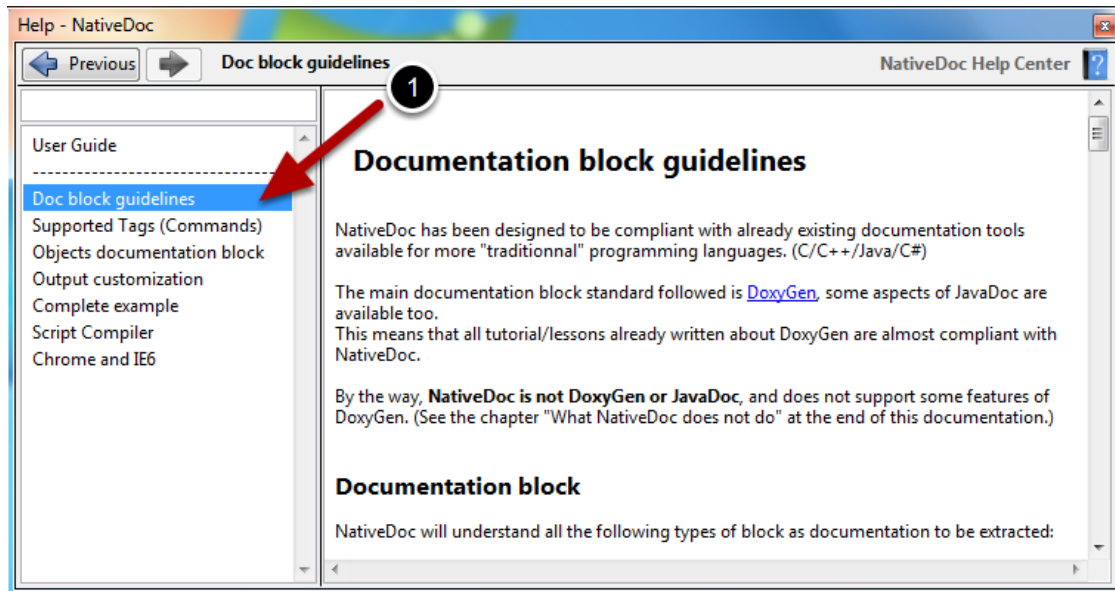 Help - NativeDoc
Previous
Doc block guidelines
NativeDoc Help Center
?
1
User Guide
-----------------------------------
Doc block guidelines
Supported Tags (Commands)
Objects documentation block
Output customization
Complete example
Script Compiler
Chrome and IE6
Documentation block guidelines
NativeDoc has been designed to be compliant with already existing documentation tools
available for more "traditionnal" programming languages. (C/C++/Java/C#)
The main documentation block standard followed is DoxyGen, some aspects of JavaDoc are
available too.
This means that all tutorial/lessons already written about DoxyGen are almost compliant with
NativeDoc.
By the way, NativeDoc is not DoxyGen or JavaDoc, and does not support some features of
DoxyGen. (See the chapter "What NativeDoc does not do" at the end of this documentation.)
Documentation block
NativeDoc will understand all the following types of block as documentation to be extracted: